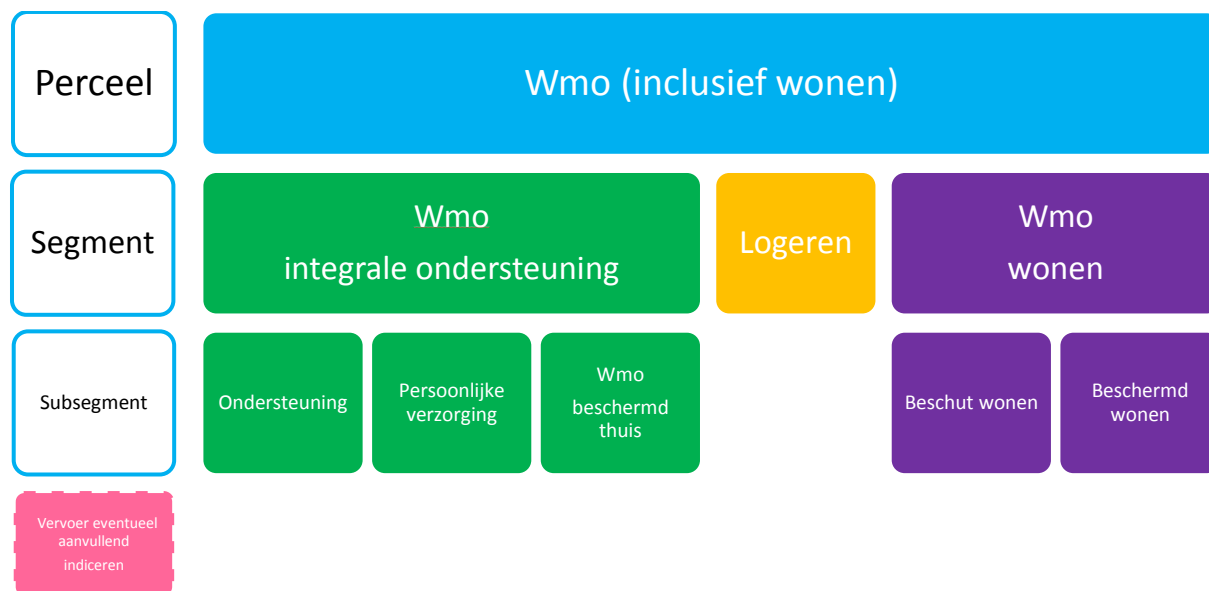 Perceel
Wmo (inclusief wonen)
Segment
Wmo
integrale ondersteuning
Logeren
Wmo
wonen
Subsegment
Ondersteuning
Persoonlijke
verzorging
Wmo
beschermd
thuis
Beschut wonen
Beschermd
wonen
Vervoer eventueel
aanvullend
indiceren